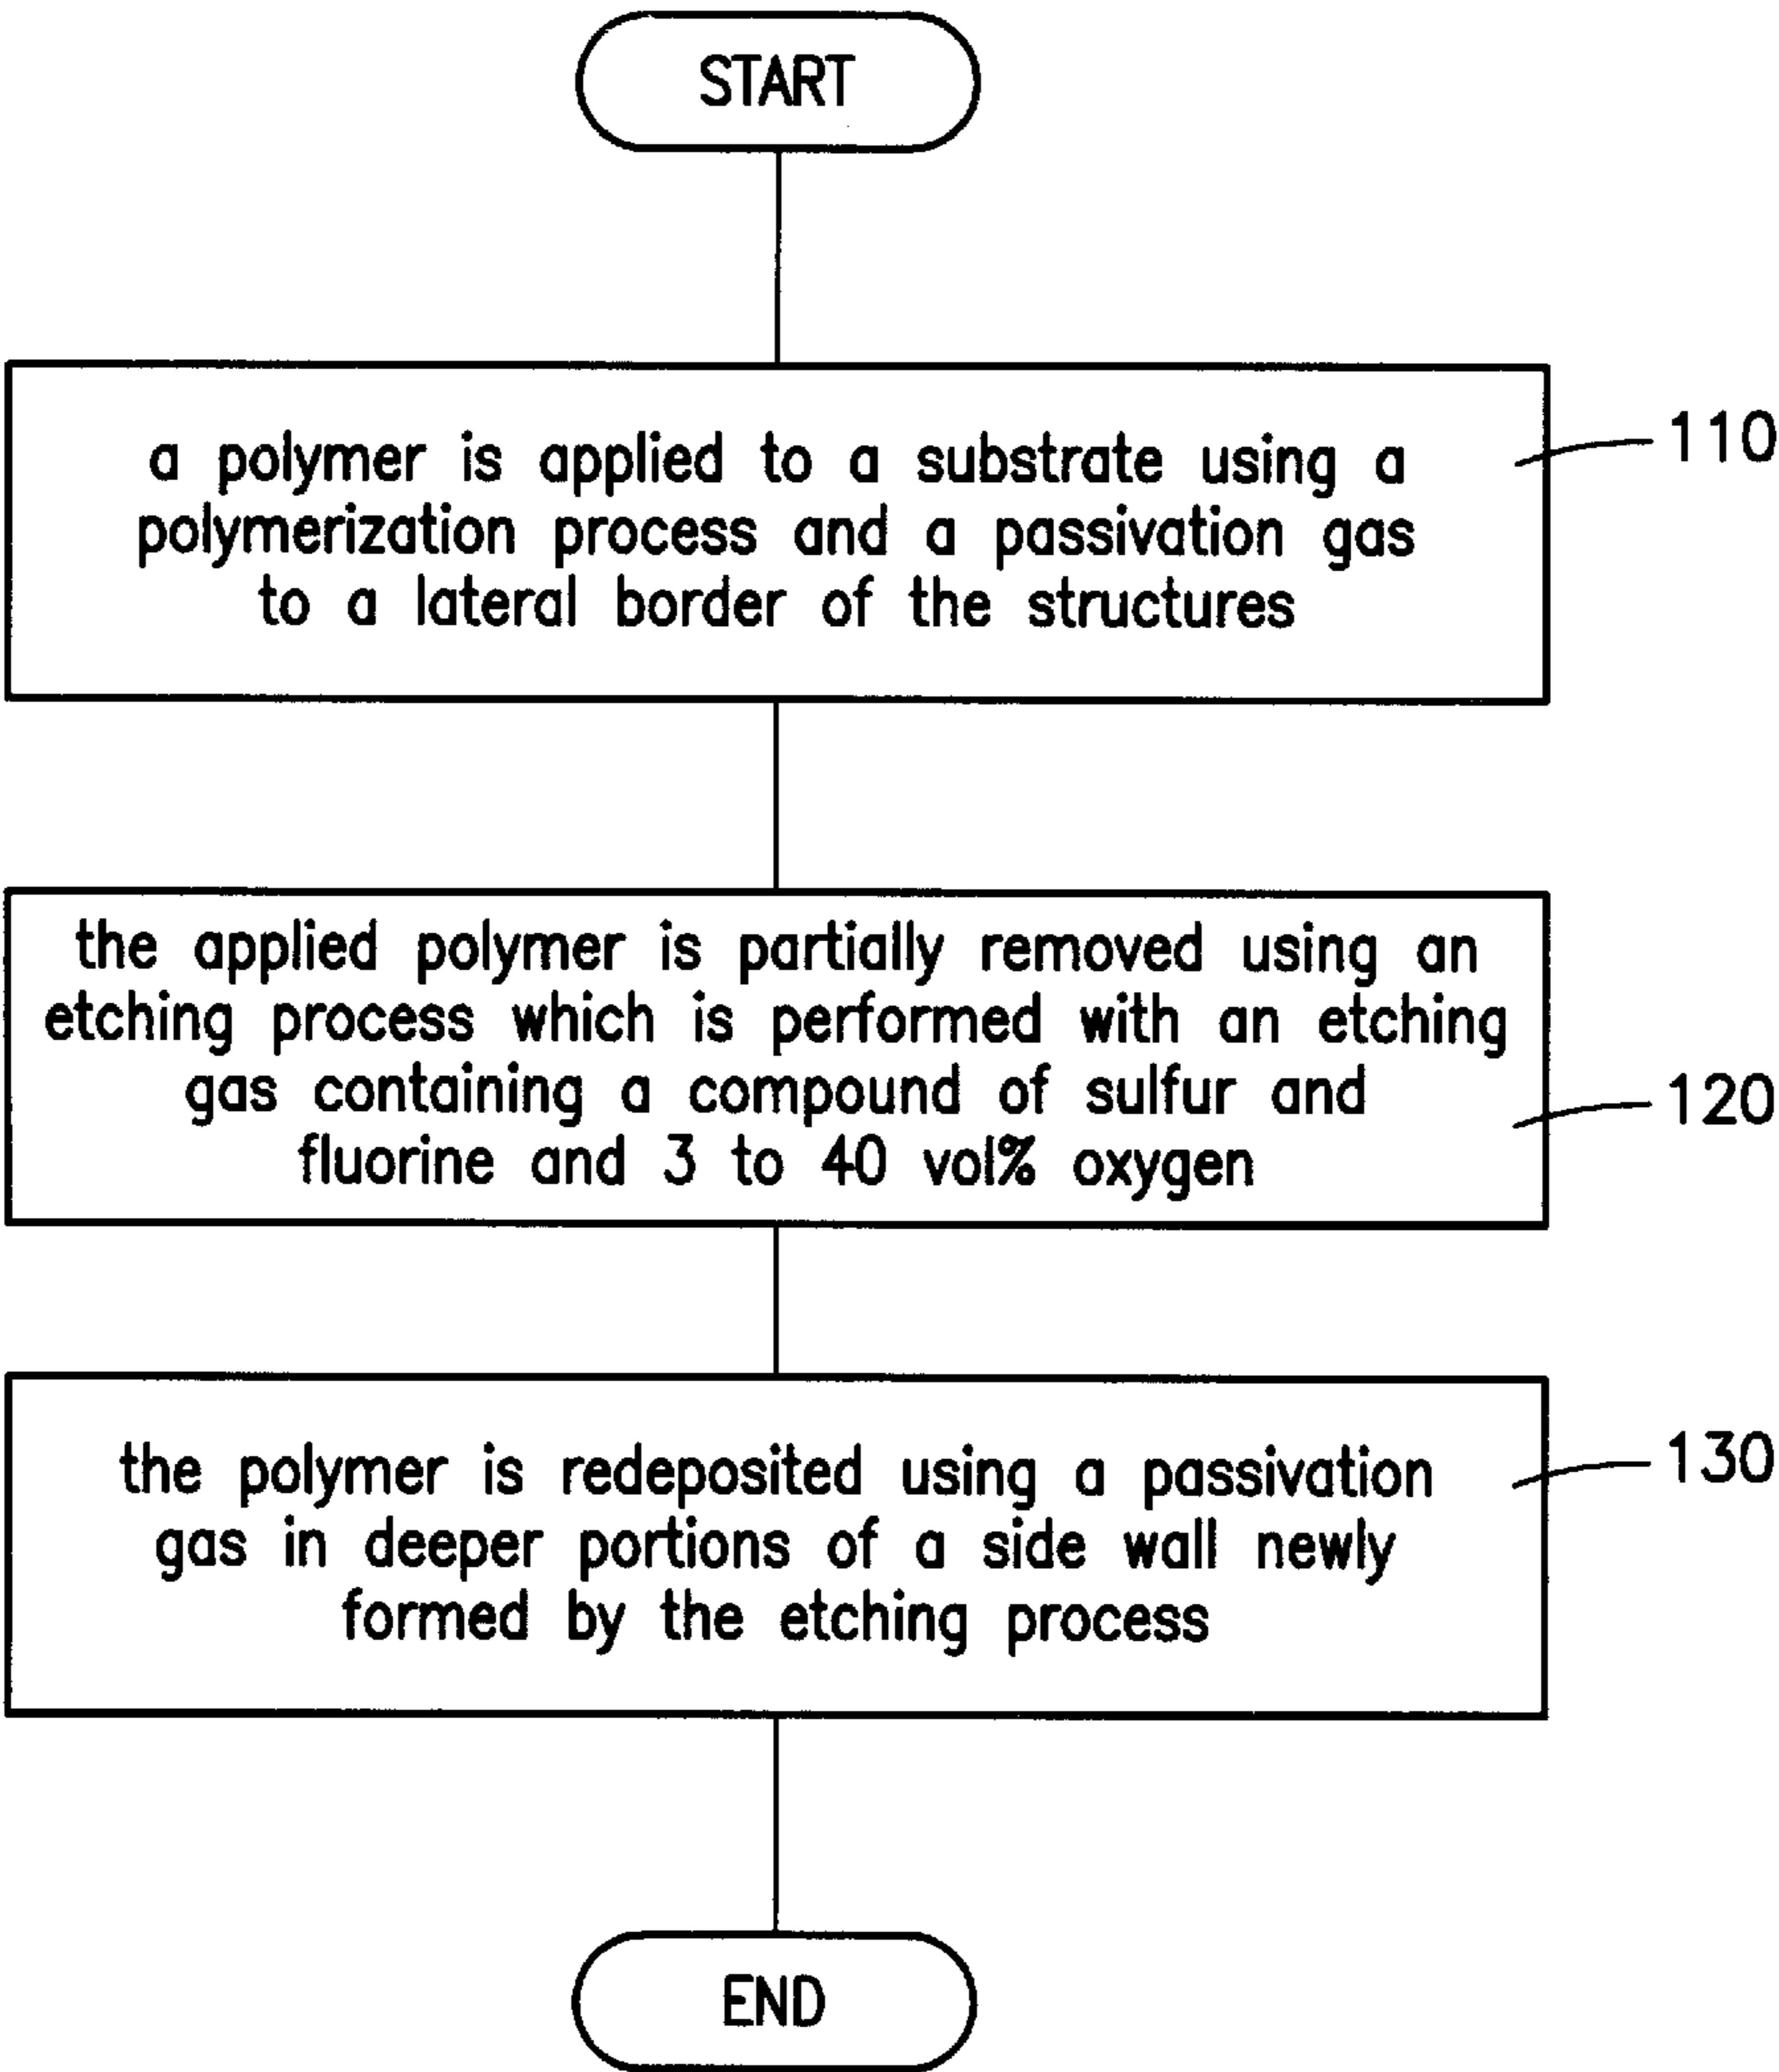 START
a polymer is applied to a substrate using a
polymerization process and a passivation gas
to a lateral border of the structures
110
the applied polymer is partially removed using an
etching process which is performed with an etching
gas containing a compound of sulfur and
fluorine and 3 to 40 vol% oxygen
120
the polymer is redeposited using a passivation
gas in deeper portions of a side wall newly
formed by the etching process
130
END